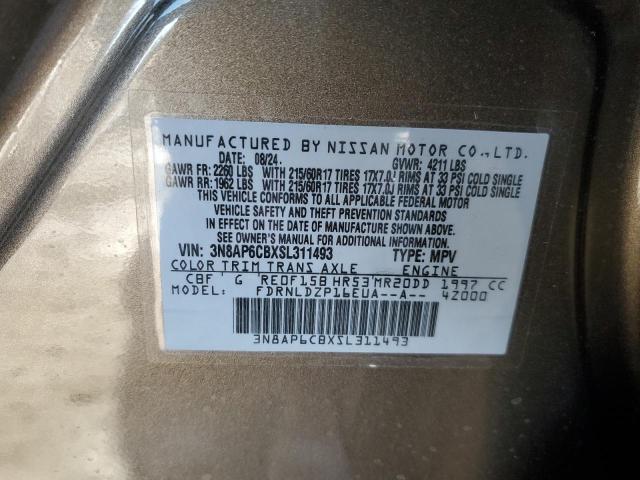 MANUFACTURED BY NISSAN MOTOR CO.,LTD.
DATE: 08/24. GVWR: 4211 LBS
GAWR FR: 2260 LBS WITH 215/60R17 TIRES 17X7.0J RIMS AT 33 PSI COLD SINGLE
GAWR RR: 1962 LBS WITH 215/60R17 TIRES 17X7.0J RIMS AT 33 PSI COLD SINGLE
THIS VEHICLE CONFORMS TO ALL APPLICABLE FEDERAL MOTOR
VEHICLE SAFETY AND THEFT PREVENTION STANDARDS
IN EFFECT ON THE DATE OF MANUFACTURE SHOWN ABOVE.
SEE OWNER'S MANUAL FOR ADDITIONAL INFORMATION
VIN: 3N8AP6CBXSL311493 TYPE: MPV
COLOR TRIM TRANS AXLE ENGINE
CBF G RE0F15B HR53 MR20DD 1997 CC
FDRNLDZP16EUA--A-- 4Z000
3N8AP6CBXSL311493